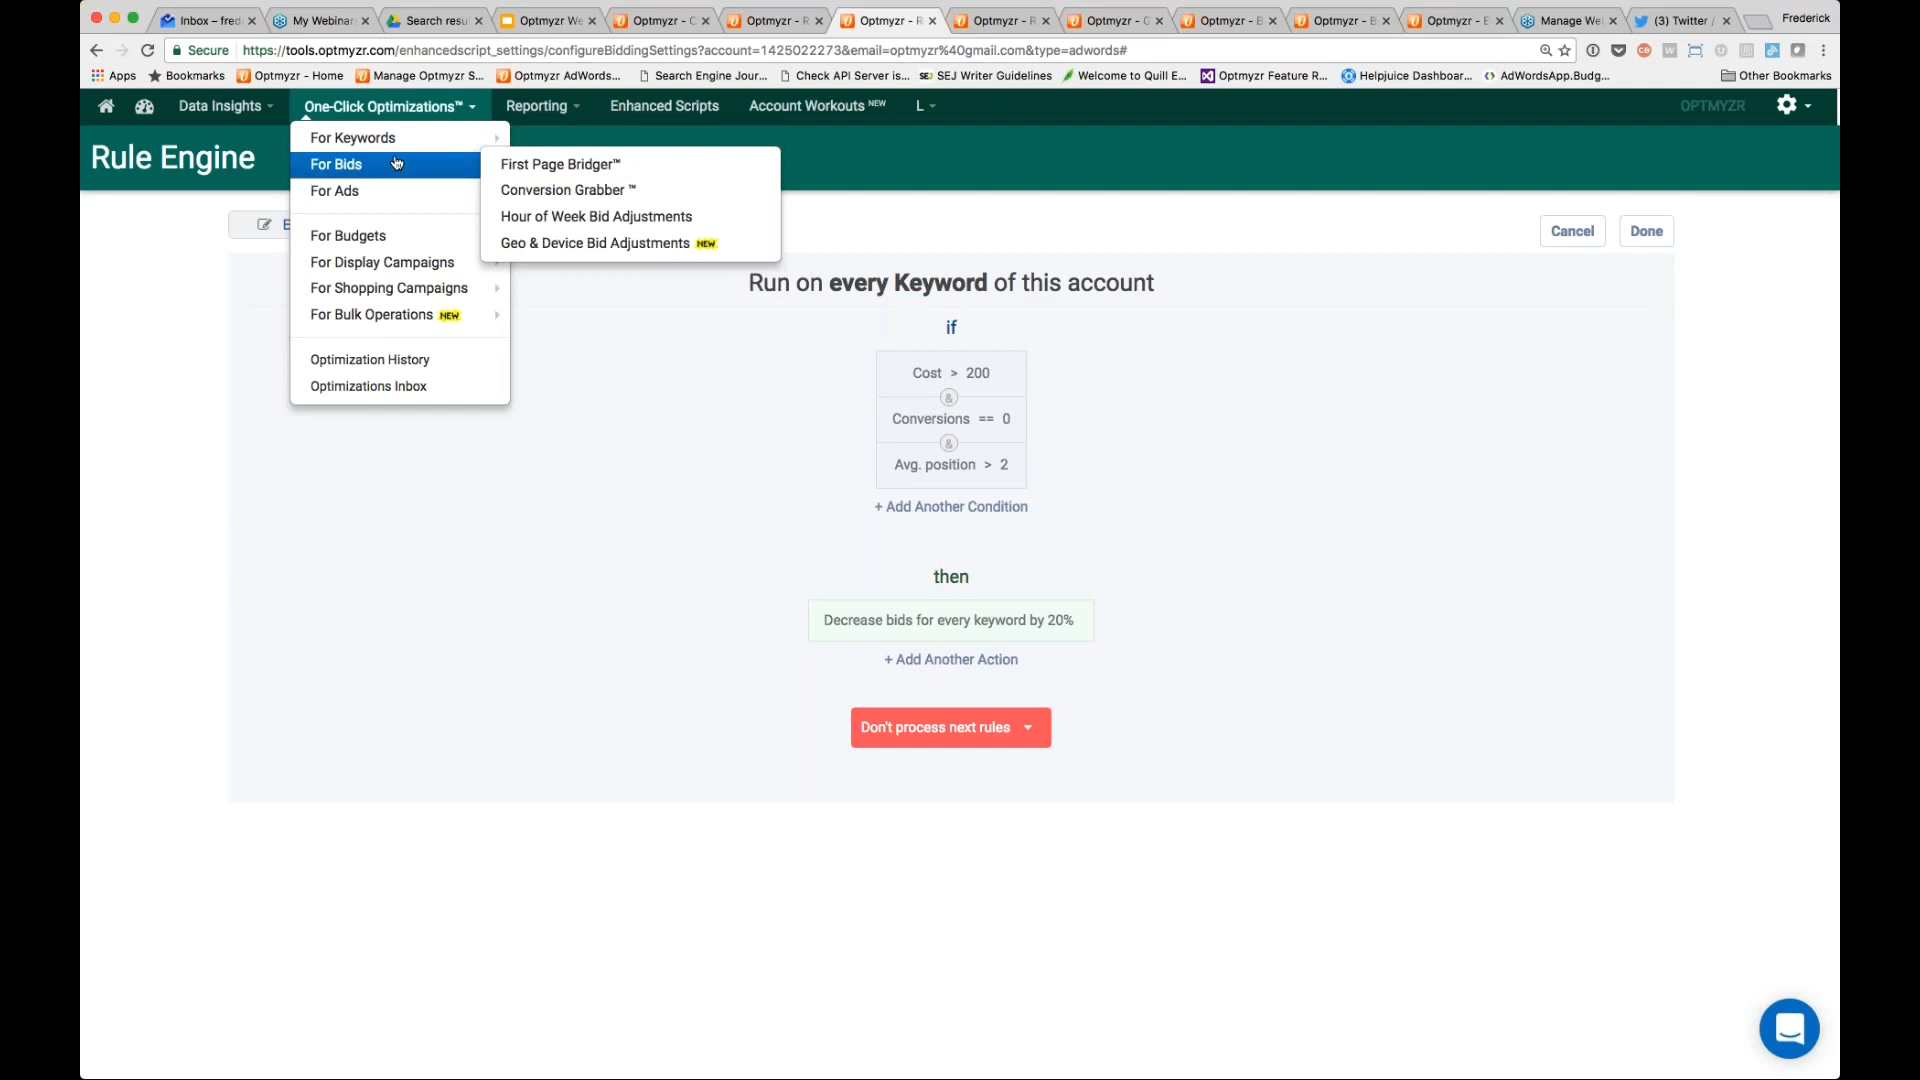 Inbox – fred
My Webinar
Search resu
Optmyzr We
Optmyzr - C
Optmyzr - R
Optmyzr - R
Optmyzr - R
Optmyzr - G
Optmyzr - B
Optmyzr - B
Optmyzr - E
Manage We
(3) Twitter /
Frederick
Secure https://tools.optmyzr.com/enhancedscript_settings/configureBiddingSettings?account=1425022273&email=optmyzr%40gmail.com&type=adwords#
Apps Bookmarks Optmyzr - Home Manage Optmyzr S... Optmyzr AdWords... Search Engine Jour... Check API Server is... SEJ SEJ Writer Guidelines Welcome to Quill E... Optmyzr Feature R... Helpjuice Dashboar... AdWordsApp.Budg... Other Bookmarks
Data Insights One-Click Optimizations™ Reporting Enhanced Scripts Account Workouts NEW L OPTMYZR
Rule Engine
For Keywords
For Bids
For Ads
For Budgets
For Display Campaigns
For Shopping Campaigns
For Bulk Operations NEW
Optimization History
Optimizations Inbox
First Page Bridger™
Conversion Grabber ™
Hour of Week Bid Adjustments
Geo & Device Bid Adjustments NEW
Cancel Done
Run on every Keyword of this account
if
Cost > 200
&
Conversions == 0
&
Avg. position > 2
+ Add Another Condition
then
Decrease bids for every keyword by 20%
+ Add Another Action
Don't process next rules